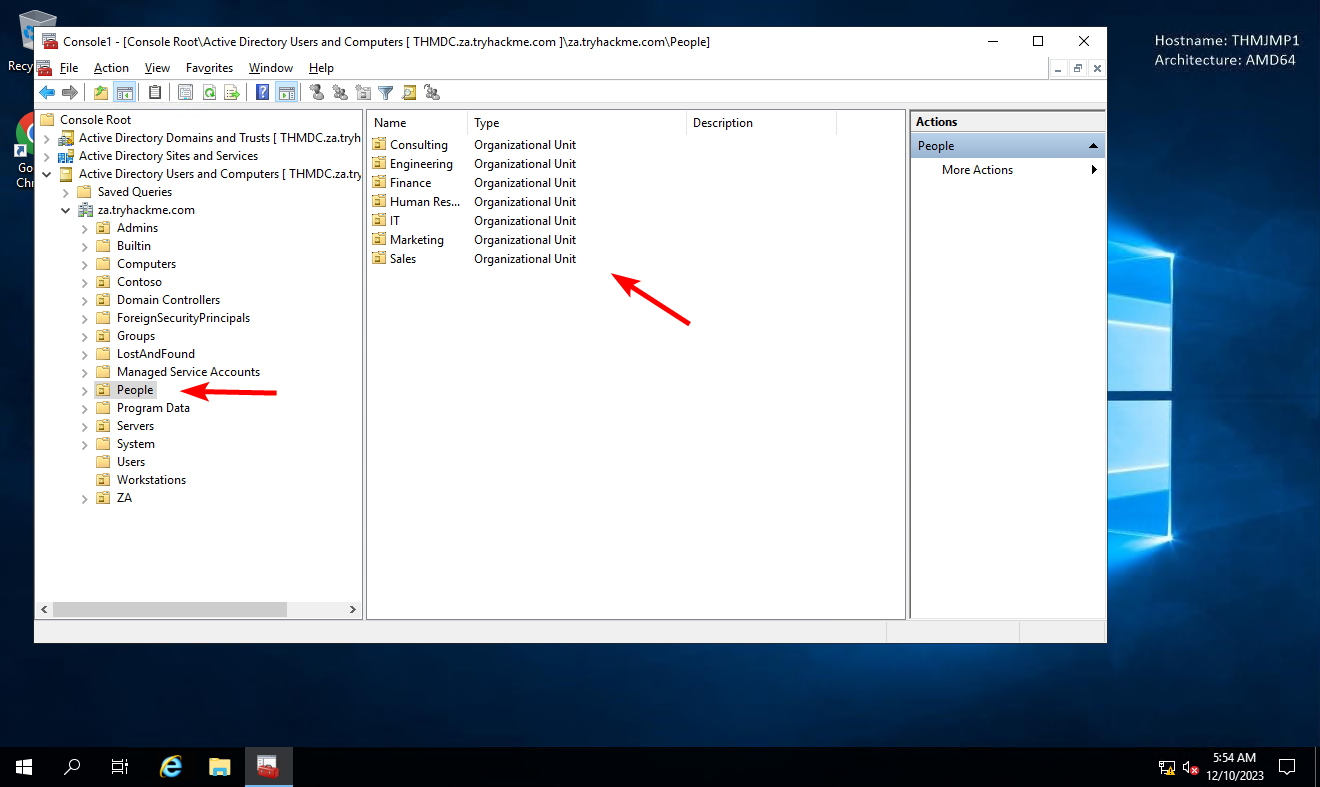 Recy
Go
Chr
Hostname: THMJMP1
Architecture: AMD64
Console1 - [Console Root\Active Directory Users and Computers [ THMDC.za.tryhackme.com ]\za.tryhackme.com\People]
File Action View Favorites Window Help
Console Root
Active Directory Domains and Trusts [ THMDC.za.tryh
Active Directory Sites and Services
Active Directory Users and Computers [ THMDC.za.try
Saved Queries
za.tryhackme.com
Admins
Builtin
Computers
Contoso
Domain Controllers
ForeignSecurityPrincipals
Groups
LostAndFound
Managed Service Accounts
People
Program Data
Servers
System
Users
Workstations
ZA
Name Type Description
Consulting Organizational Unit
Engineering Organizational Unit
Finance Organizational Unit
Human Res... Organizational Unit
IT Organizational Unit
Marketing Organizational Unit
Sales Organizational Unit
Actions
People
More Actions
5:54 AM
12/10/2023